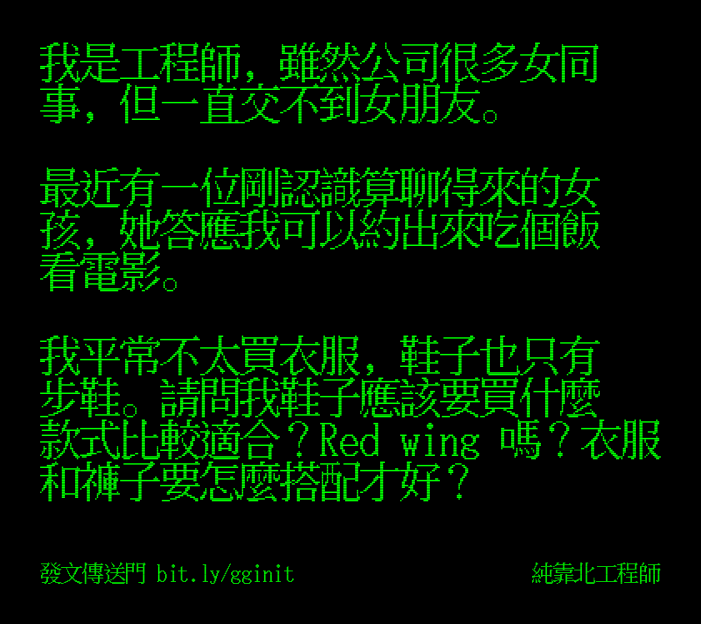 我是工程師，雖然公司很多女同
事，但一直交不到女朋友。
最近有一位剛認識算聊得來的女
孩，她答應我可以約出來吃個飯
看電影。
我平常不太買衣服，鞋子也只有
步鞋。請問我鞋子應該要買什麼
款式比較適合？Red wing 嗎？衣服
和褲子要怎麼搭配才好？
發文傳送門 bit.ly/gginit
純靠北工程師